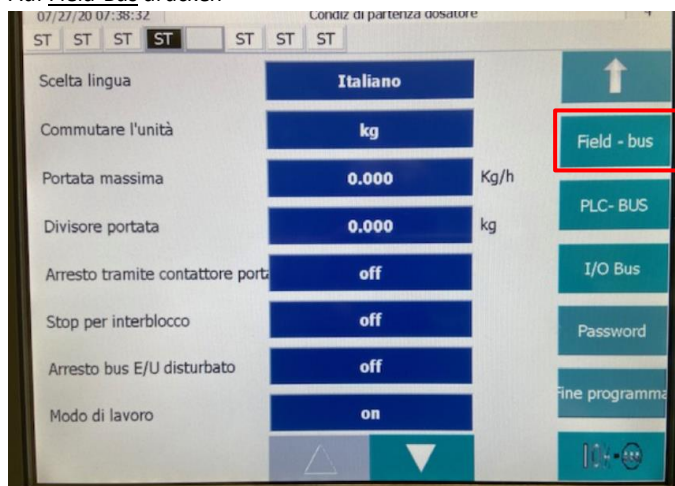 Auf Field-Bus drücken
07/27/20 07:38:32 Condiz di partenza dosatore 4
ST ST ST ST ST ST ST
Scelta lingua Italiano
Commutare l'unità kg Field - bus
Portata massima 0.000 Kg/h
Divisore portata 0.000 kg PLC- BUS
Arresto tramite contattore porta off I/O Bus
Stop per interblocco off Password
Arresto bus E/U disturbato off
Fine programma
Modo di lavoro on